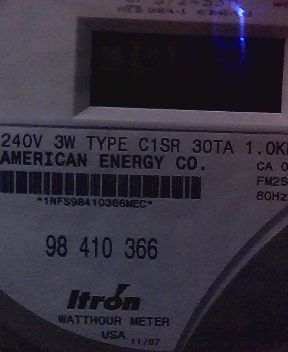 240V 3W TYPE C1SR 30TA 1.0K
AMERICAN ENERGY CO.
CA 0
FM2S
60Hz
*1NFS98410366MEC*
98 410 366
Itrón
WATTHOUR METER
USA 11/07